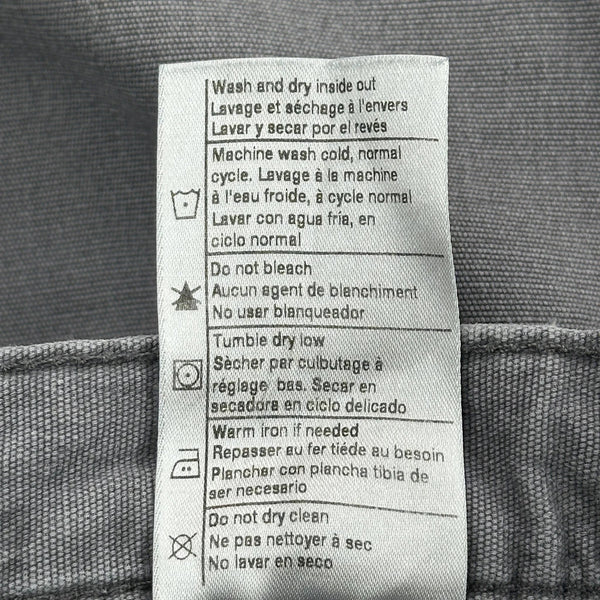 Wash and dry inside out
Lavage et séchage à l'envers
Lavar y secar por el revés
Machine wash cold, normal
cycle. Lavage à la machine
à l'eau froide, à cycle normal
Lavar con agua fría, en
ciclo normal
Do not bleach
Aucun agent de blanchiment
No usar blanqueador
Tumble dry low
Sècher par culbutage à
réglage bas. Secar en
secadora en ciclo delicado
Warm iron if needed
Repasser au fer tiéde au besoin
Planchar con plancha tibia de
ser necesario
Do not dry clean
Ne pas nettoyer à sec
No lavar en seco